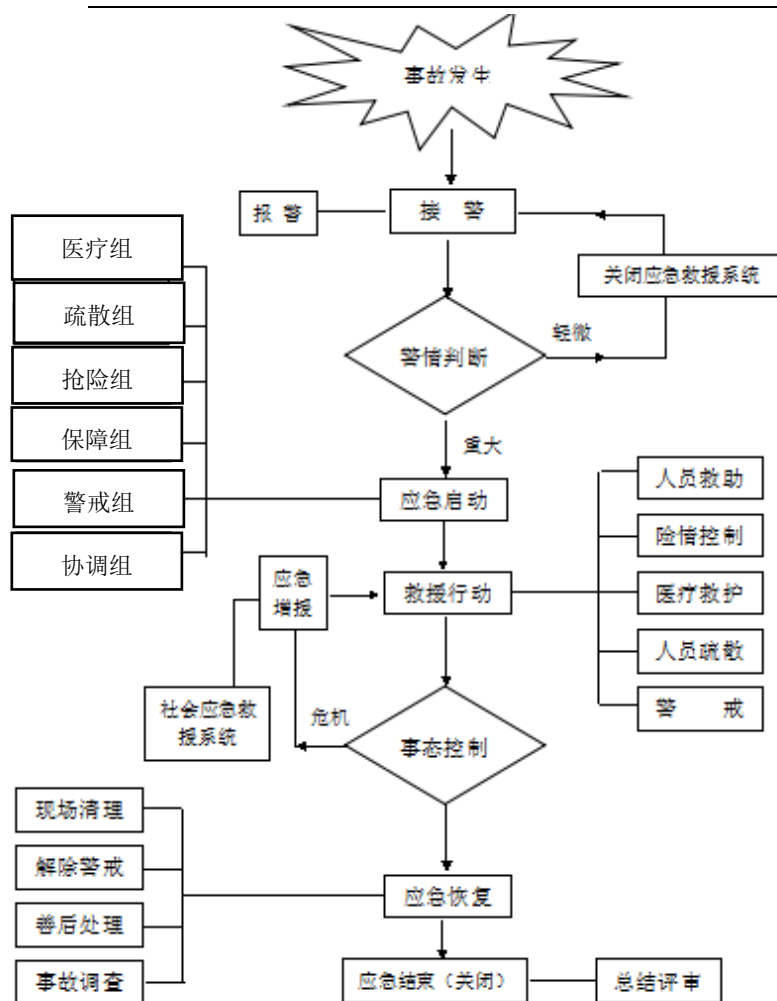 事故发生
报 警
接 警
医疗组
关闭应急救援系统
疏散组
轻微
警情判断
抢险组
保障组
重大
人员救助
警戒组
应急启动
险情控制
协调组
应急
增援
救援行动
医疗救护
人员疏散
社会应急救
援系统
危机
警 戒
事态控制
现场清理
解除警戒
应急恢复
善后处理
事故调查
应急结束（关闭）
总结评审